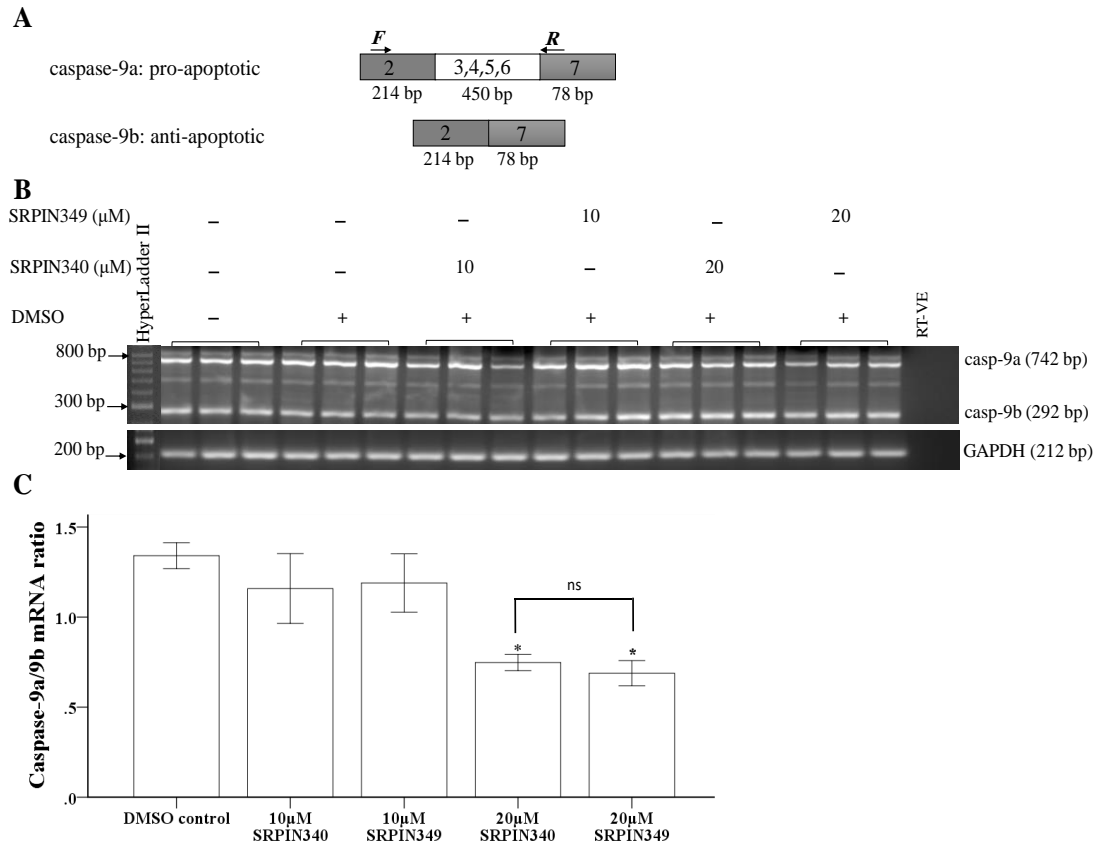 A
F R
caspase-9a: pro-apoptotic 2 3,4,5,6 7
214 bp 450 bp 78 bp
caspase-9b: anti-apoptotic 2 7
214 bp 78 bp
B
SRPIN349 (µM) – – – 10 – 20
SRPIN340 (µM) – – 10 – 20 –
DMSO – + + + + +
HyperLadder II
RT-VE
800 bp casp-9a (742 bp)
300 bp casp-9b (292 bp)
200 bp GAPDH (212 bp)
C
Caspase-9a/9b mRNA ratio
1.5
1.0
.5
.0
ns
* *
DMSO control 10µM SRPIN340 10µM SRPIN349 20µM SRPIN340 20µM SRPIN349